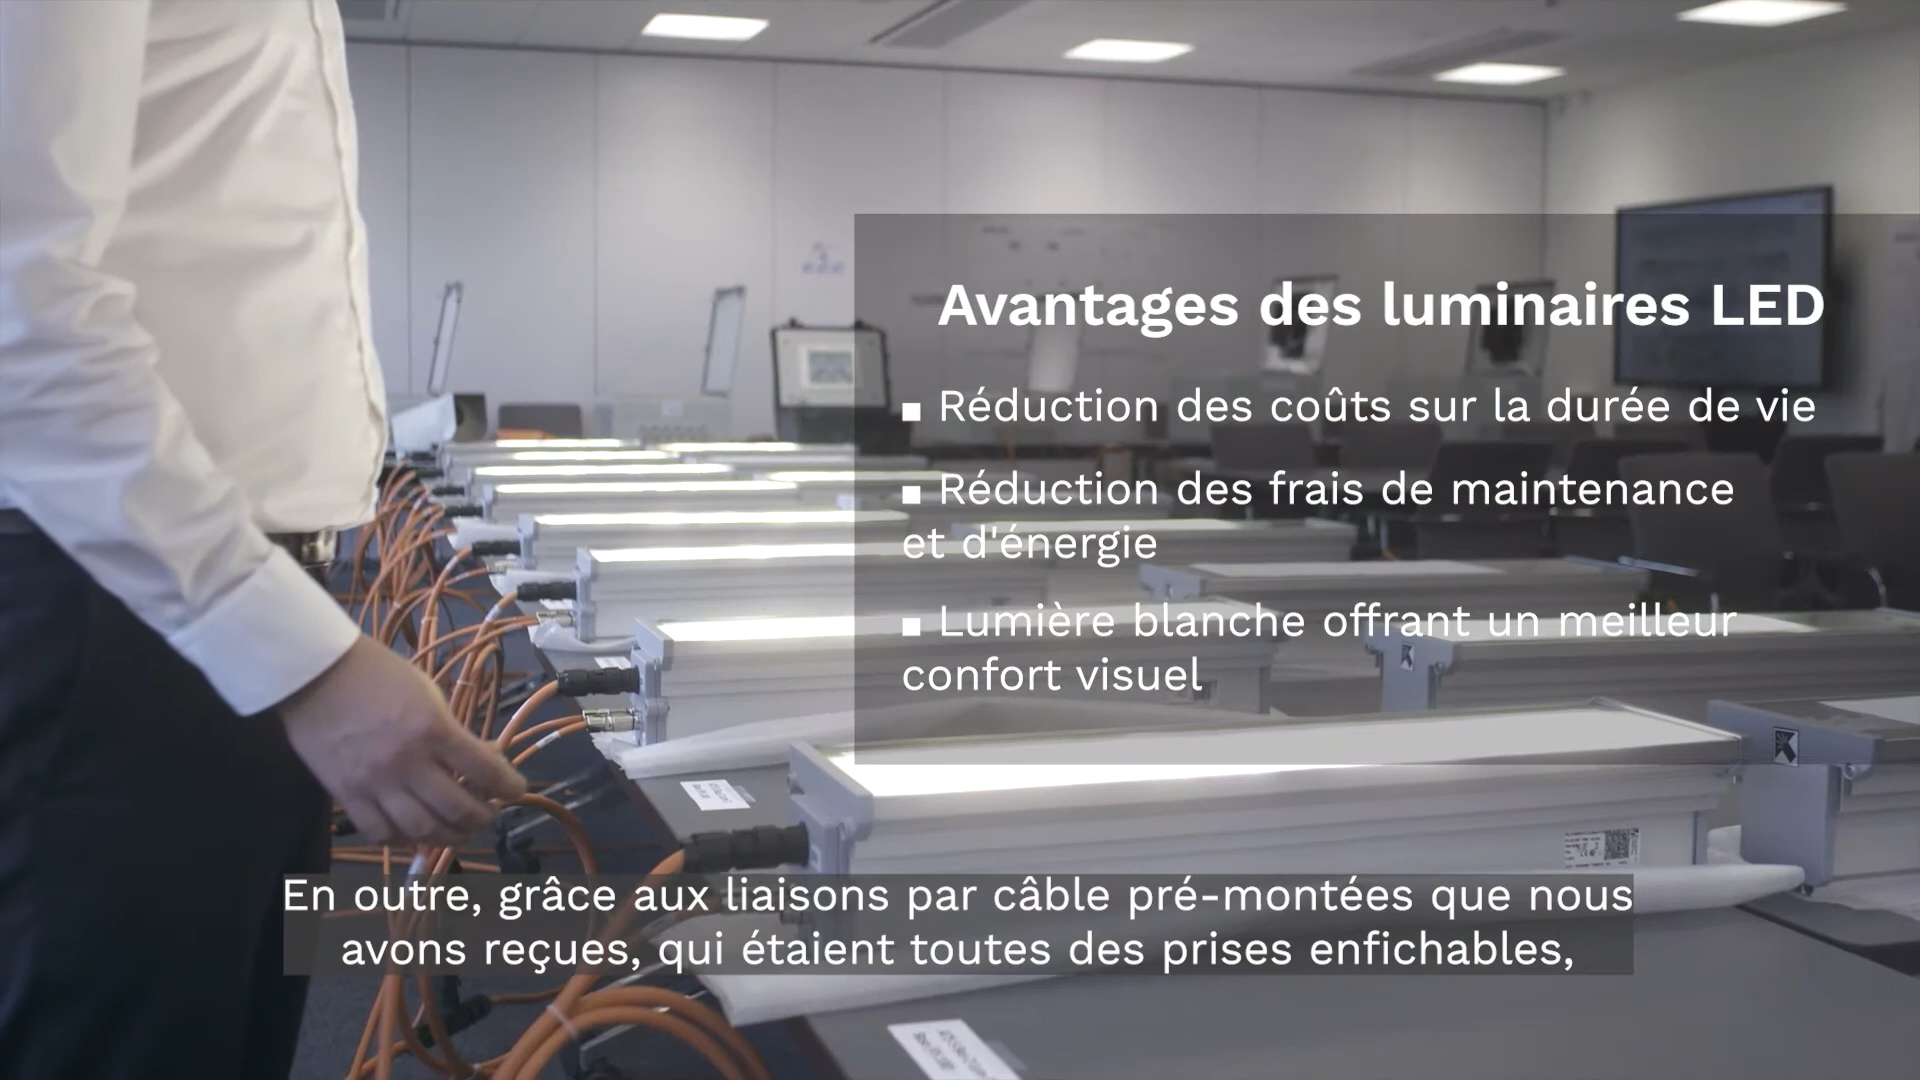 Avantages des luminaires LED
▪ Réduction des coûts sur la durée de vie
▪ Réduction des frais de maintenance
et d'énergie
▪ Lumière blanche offrant un meilleur
confort visuel
En outre, grâce aux liaisons par câble pré-montées que nous
avons reçues, qui étaient toutes des prises enfichables,